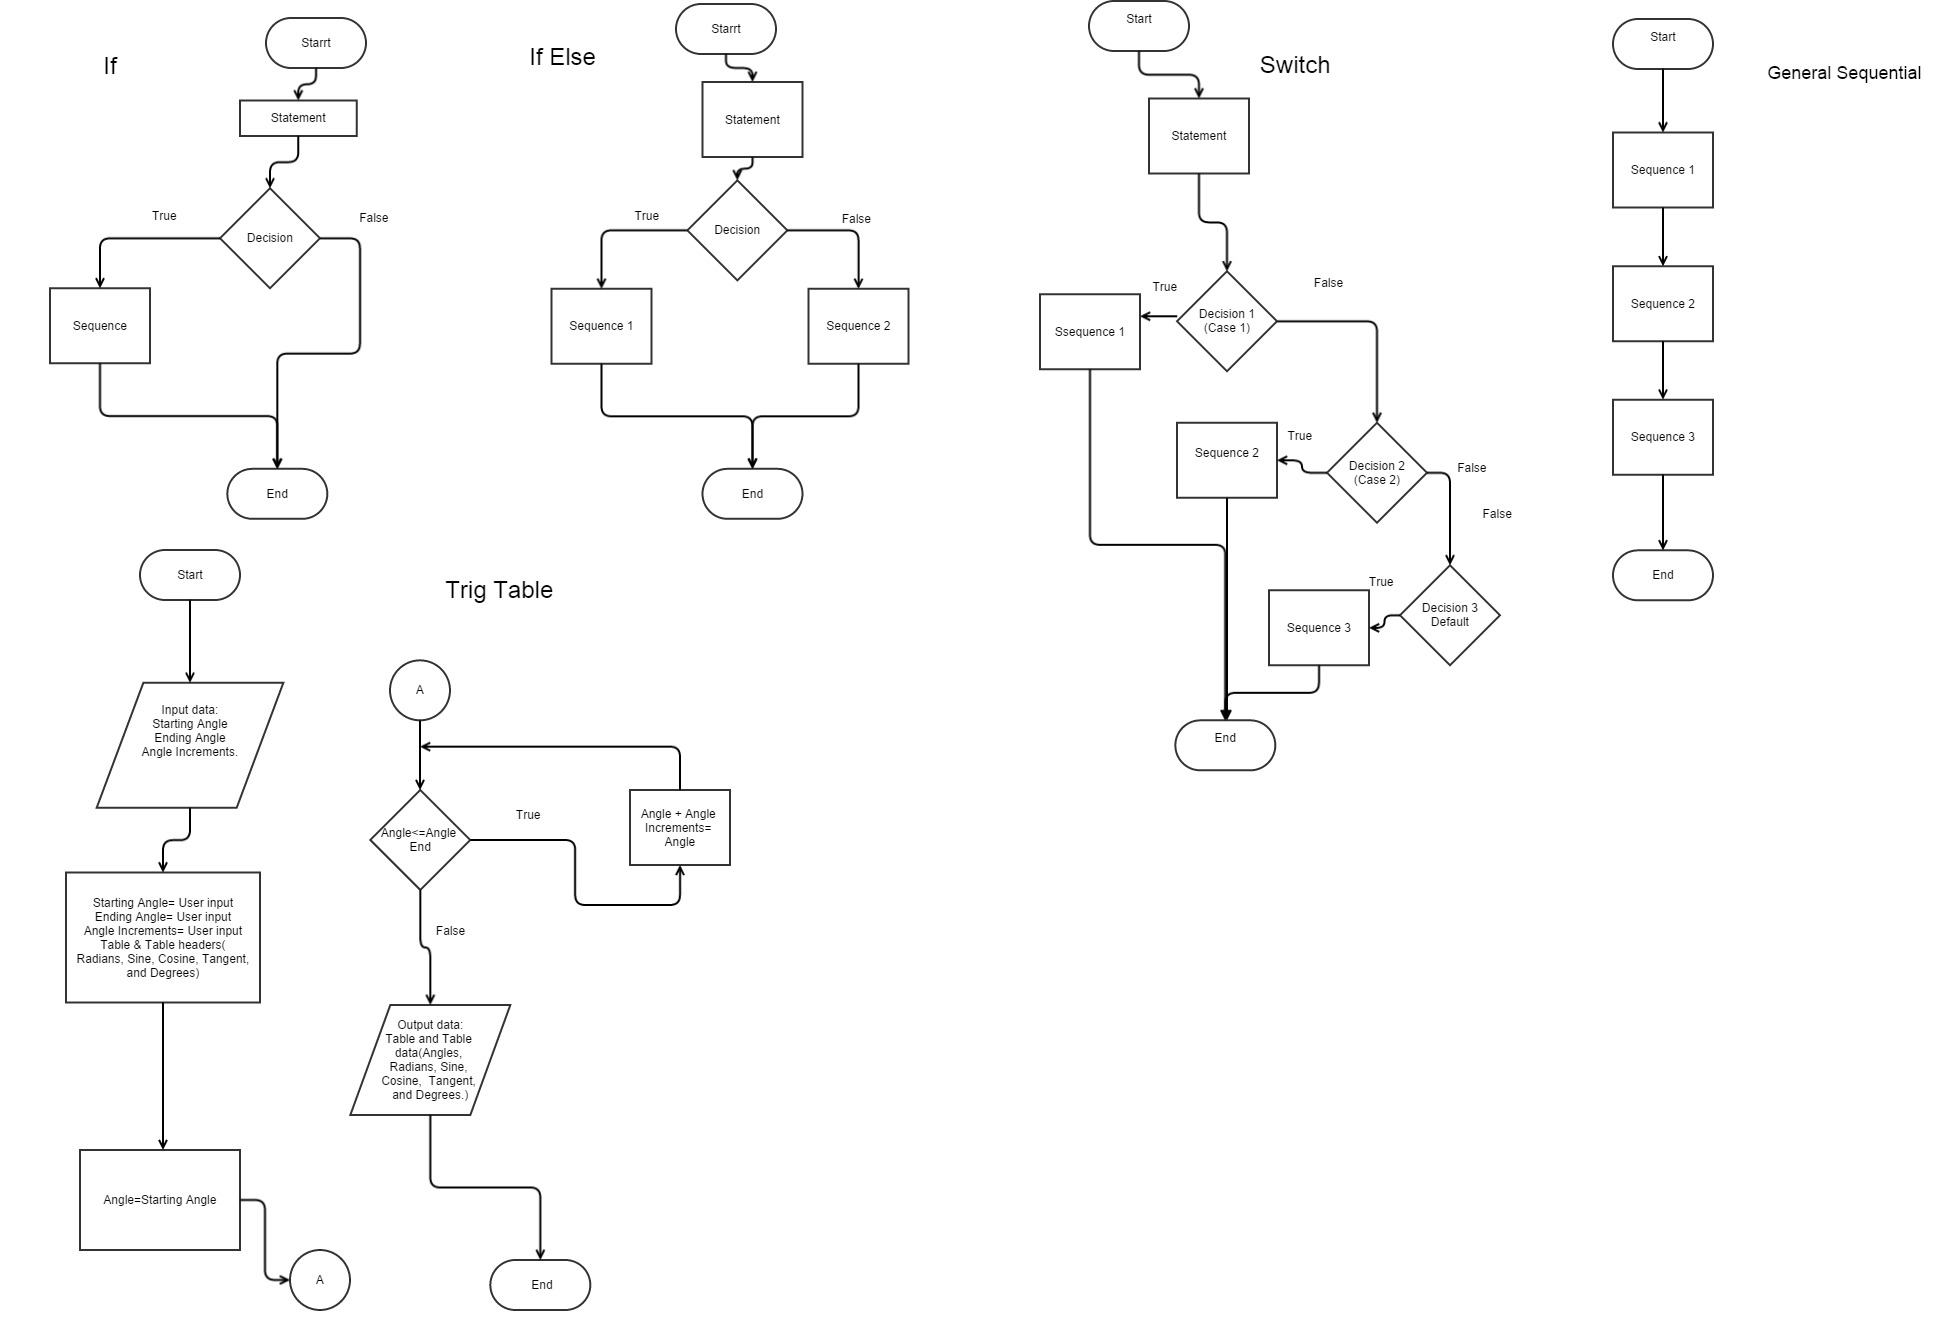 If
Starrt
Statement
Decision
True
False
Sequence
End
If Else
Starrt
Statement
Decision
True
False
Sequence 1
Sequence 2
End
Switch
Start
Statement
Decision 1
(Case 1)
True
False
Ssequence 1
Decision 2
(Case 2)
True
False
Sequence 2
False
Decision 3
Default
True
Sequence 3
End
General Sequential
Start
Sequence 1
Sequence 2
Sequence 3
End
Trig Table
Start
Input data:
Starting Angle
Ending Angle
Angle Increments.
Starting Angle= User input
Ending Angle= User input
Angle Increments= User input
Table & Table headers(
Radians, Sine, Cosine, Tangent,
and Degrees)
Angle=Starting Angle
A
A
Angle<=Angle
End
True
Angle + Angle
Increments=
Angle
False
Output data:
Table and Table
data(Angles,
Radians, Sine,
Cosine, Tangent,
and Degrees.)
End